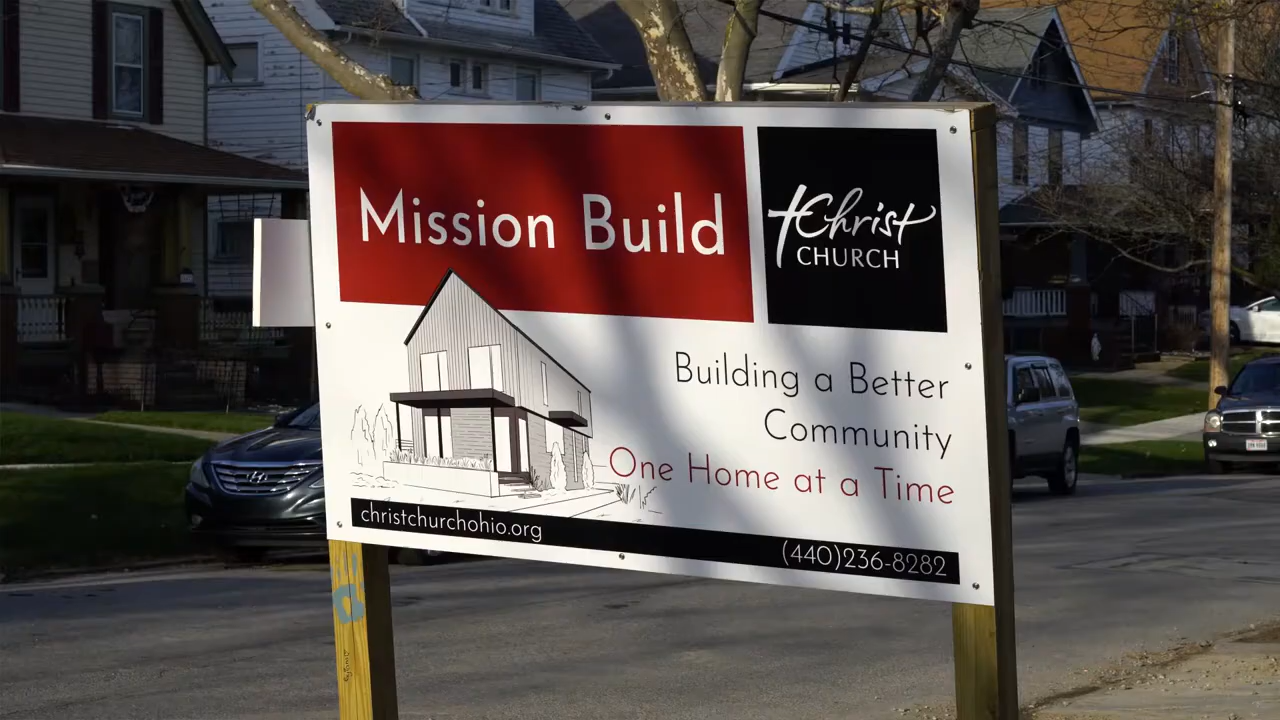 Mission Build
Christ
CHURCH
Building a Better
Community
One Home at a Time
christchurchohio.org
(440)236-8282